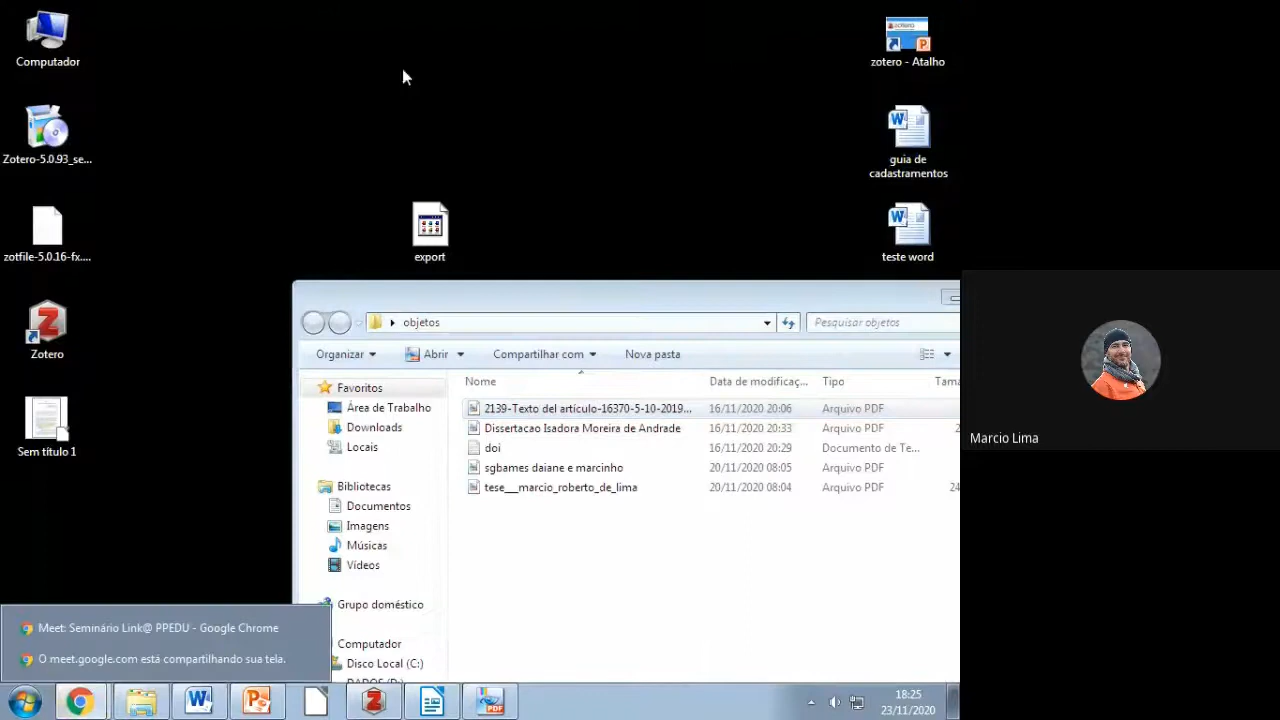 Computador
Zotero-5.0.93_se...
zotfile-5.0.16-fx....
Zotero
Sem título 1
export
zotero - Atalho
guia de
cadastramentos
teste word
objetos
Pesquisar objetos
Organizar
Abrir
Compartilhar com
Nova pasta
Nome
Data de modificaç...
Tipo
Tama
2139-Texto del artículo-16370-5-10-2019...
16/11/2020 20:06
Arquivo PDF
Dissertacao Isadora Moreira de Andrade
16/11/2020 20:33
Arquivo PDF
2
doi
16/11/2020 20:29
Documento de Te...
sgbames daiane e marcinho
20/11/2020 08:05
Arquivo PDF
tese___marcio_roberto_de_lima
20/11/2020 08:04
Arquivo PDF
24
Favoritos
Área de Trabalho
Downloads
Locais
Bibliotecas
Documentos
Imagens
Músicas
Vídeos
Grupo doméstico
Computador
Disco Local (C:)
Marcio Lima
Meet: Seminário Link@ PPEDU - Google Chrome
O meet.google.com está compartilhando sua tela.
18:25
23/11/2020